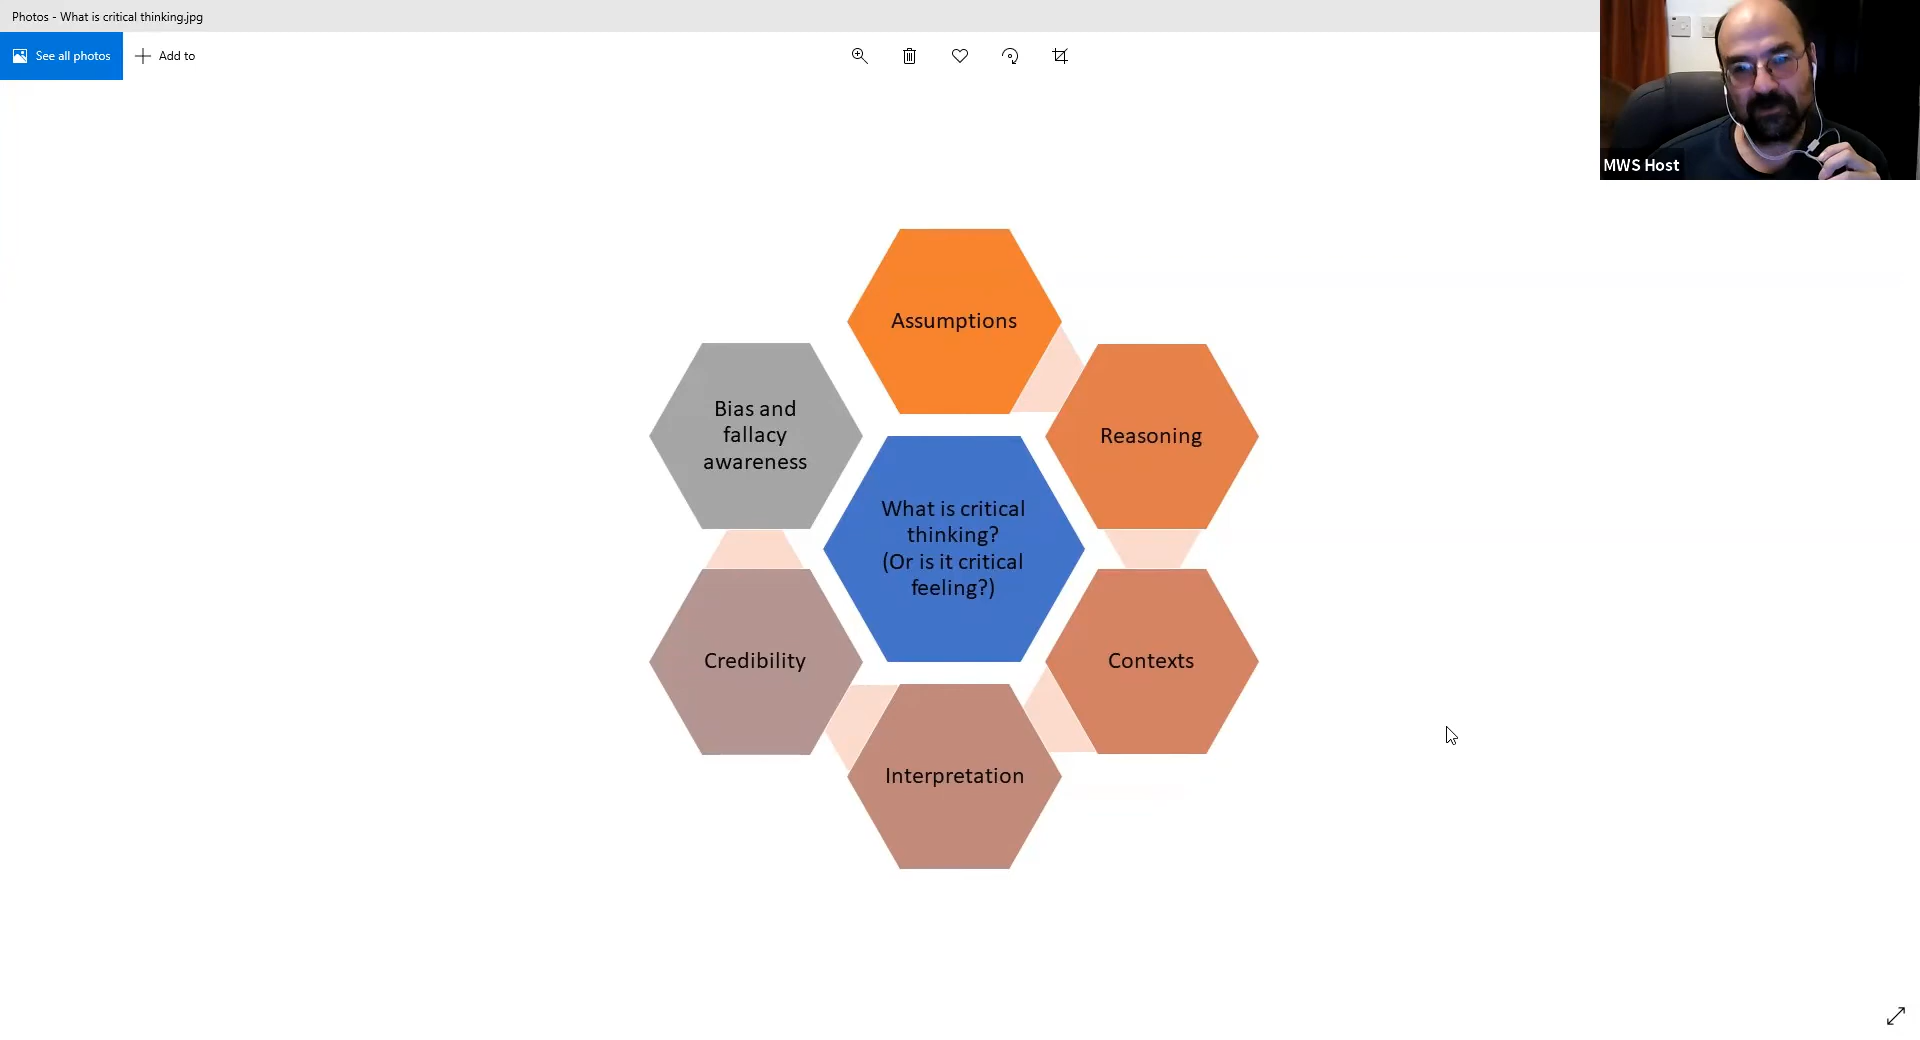 Photos - What is critical thinking.jpg
See all photos
Add to
MWS Host
Assumptions
Reasoning
Contexts
Interpretation
Credibility
Bias and
fallacy
awareness
What is critical
thinking?
(Or is it critical
feeling?)